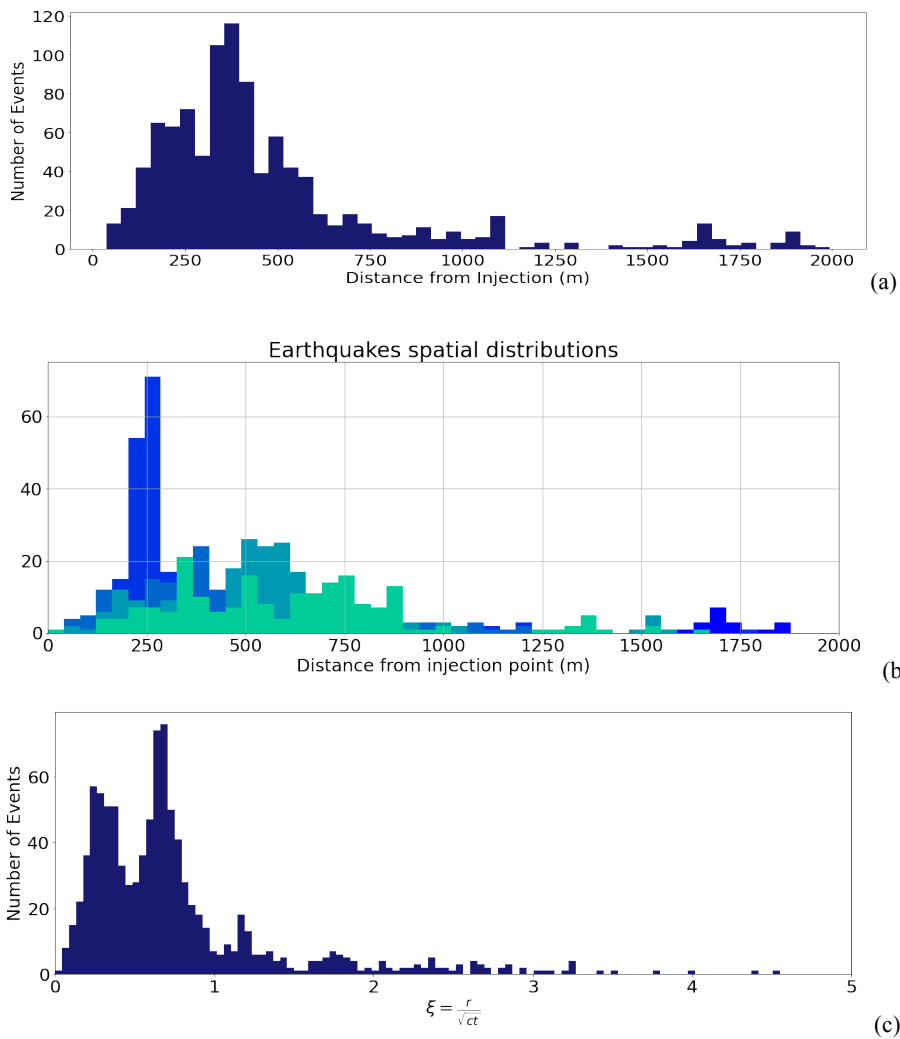 120
100
80
60
40
20
0
Number of Events
0 250 500 750 1000 1250 1500 1750 2000
Distance from Injection (m)
(a)
Earthquakes spatial distributions
60
40
20
0
0 250 500 750 1000 1250 1500 1750 2000
Distance from injection point (m)
(b
60
40
20
0
Number of Events
0 1 2 3 4 5
ξ = r/√ct
(c)